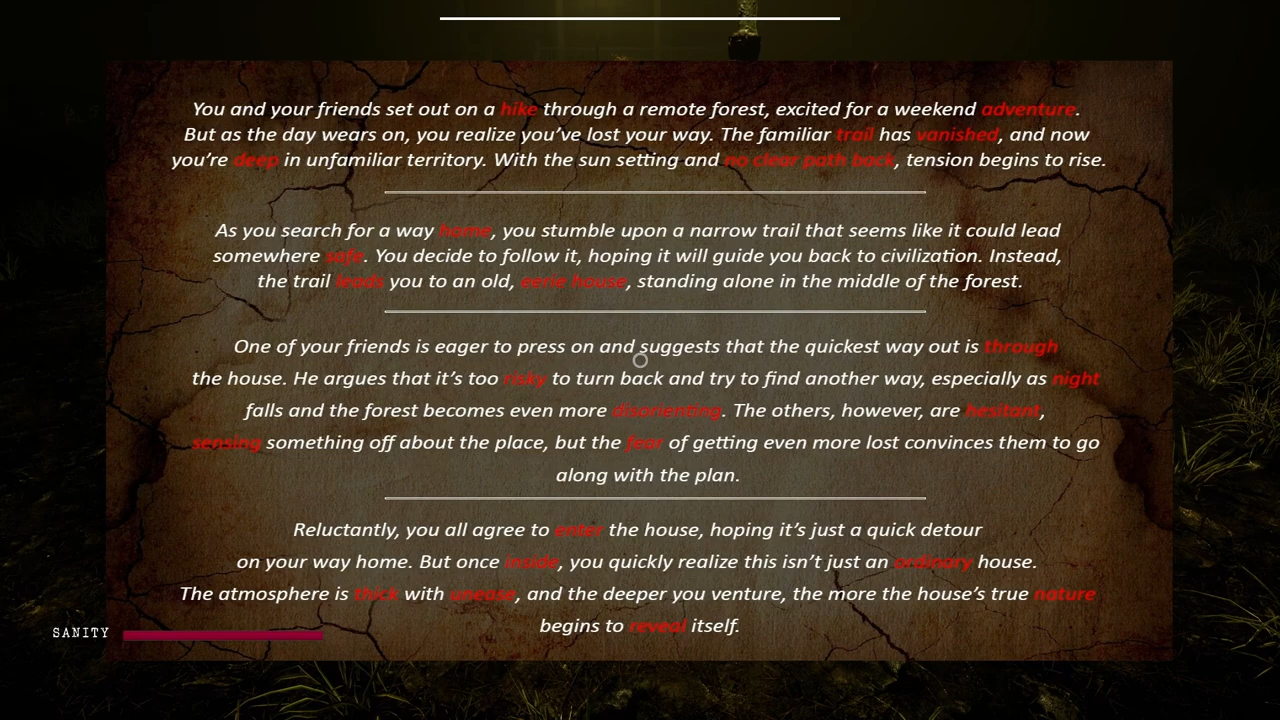 You and your friends set out on a hike through a remote forest, excited for a weekend adventure.
But as the day wears on, you realize you've lost your way. The familiar trail has vanished, and now
you're deep in unfamiliar territory. With the sun setting and no clear path back, tension begins to rise.
As you search for a way home, you stumble upon a narrow trail that seems like it could lead
somewhere safe. You decide to follow it, hoping it will guide you back to civilization. Instead,
the trail leads you to an old, eerie house, standing alone in the middle of the forest.
One of your friends is eager to press on and suggests that the quickest way out is through
the house. He argues that it's too risky to turn back and try to find another way, especially as night
falls and the forest becomes even more disorienting. The others, however, are hesitant,
sensing something off about the place, but the fear of getting even more lost convinces them to go
along with the plan.
Reluctantly, you all agree to enter the house, hoping it's just a quick detour
on your way home. But once inside, you quickly realize this isn't just an ordinary house.
The atmosphere is thick with unease, and the deeper you venture, the more the house's true nature
begins to reveal itself.
SANITY